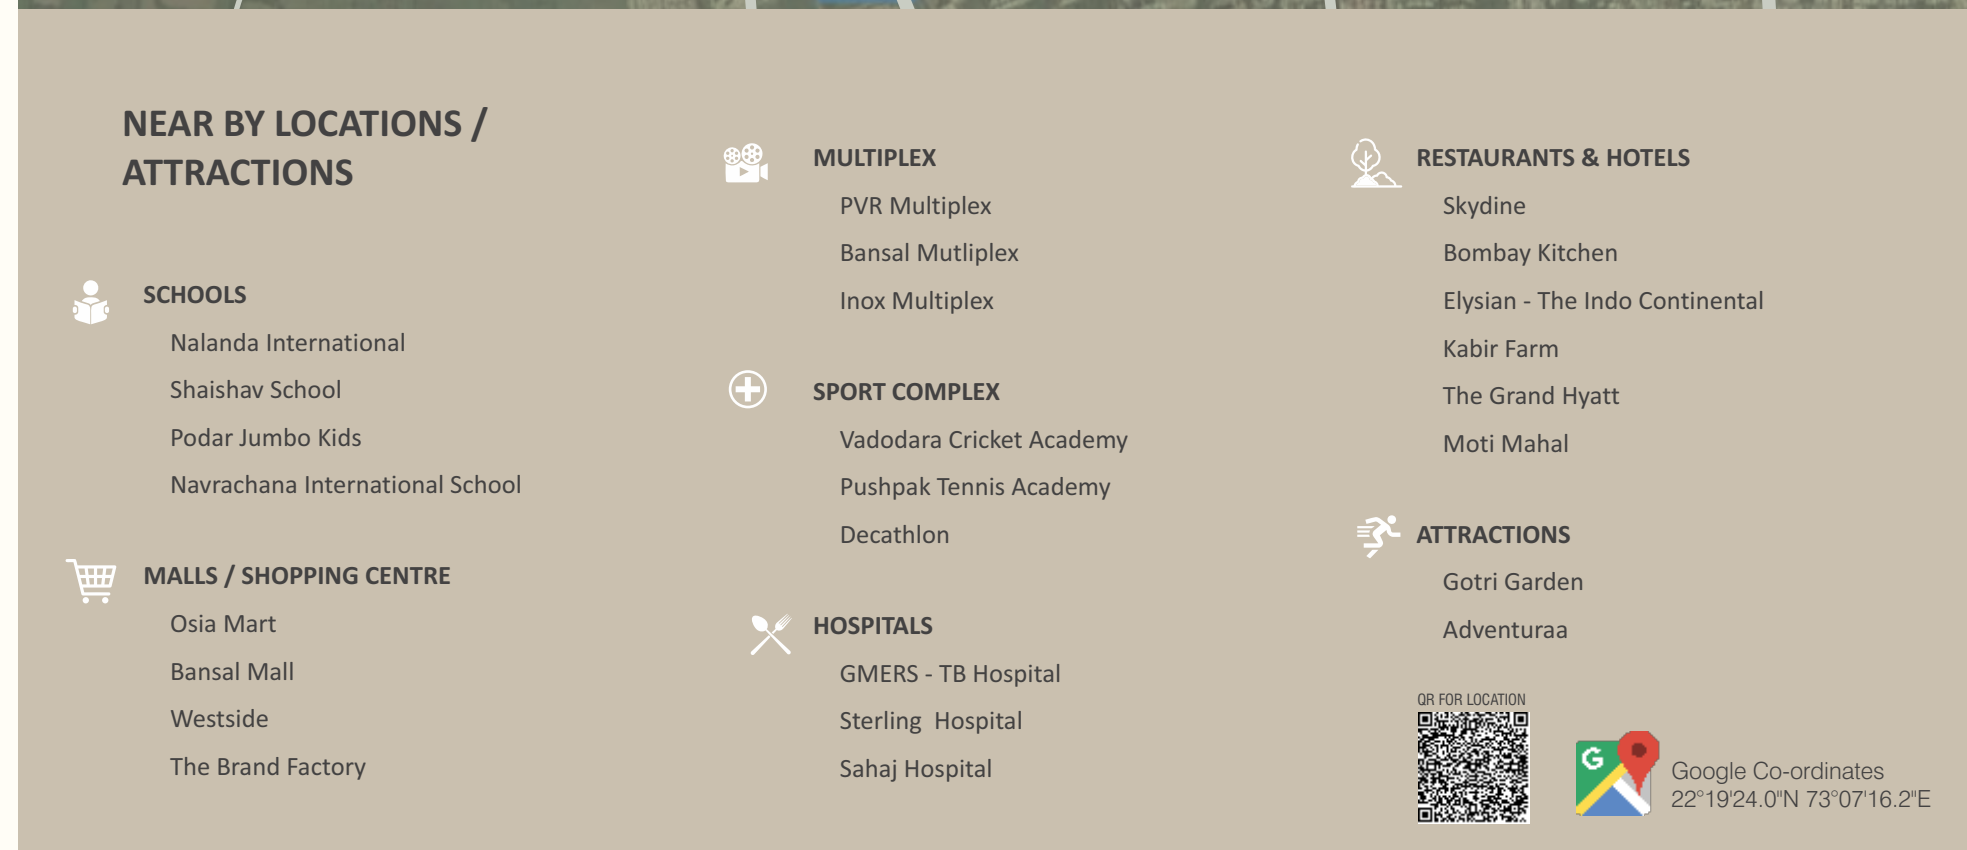 NEAR BY LOCATIONS /
ATTRACTIONS
SCHOOLS
Nalanda International
Shaishav School
Podar Jumbo Kids
Navrachana International School
MALLS / SHOPPING CENTRE
Osia Mart
Bansal Mall
Westside
The Brand Factory
MULTIPLEX
PVR Multiplex
Bansal Mutliplex
Inox Multiplex
SPORT COMPLEX
Vadodara Cricket Academy
Pushpak Tennis Academy
Decathlon
HOSPITALS
GMERS - TB Hospital
Sterling  Hospital
Sahaj Hospital
RESTAURANTS & HOTELS
Skydine
Bombay Kitchen
Elysian - The Indo Continental
Kabir Farm
The Grand Hyatt
Moti Mahal
ATTRACTIONS
Gotri Garden
Adventuraa
QR FOR LOCATION
G
Google Co-ordinates
22°19'24.0"N 73°07'16.2"E